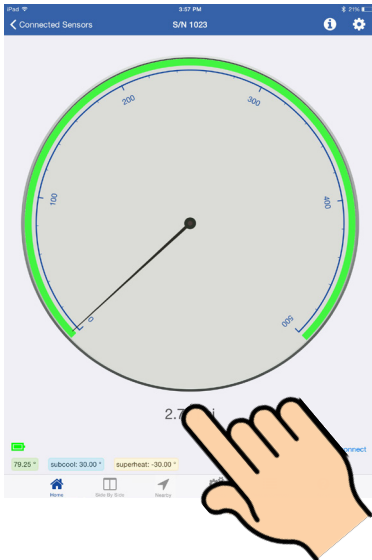 iPad 3:57 PM 21%
Connected Sensors S/N 1023
200
300
100
400
0
500
2.7
79.25 ° subcool: 30.00 ° superheat: -30.00 °
Home Side By Side Nearby